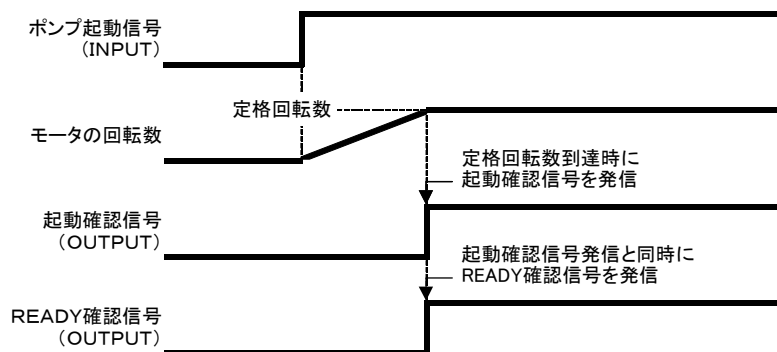 ポンプ起動信号
(INPUT)
定格回転数
モータの回転数
定格回転数到達時に
起動確認信号を発信
起動確認信号
(OUTPUT)
起動確認信号発信と同時に
READY確認信号を発信
READY確認信号
(OUTPUT)